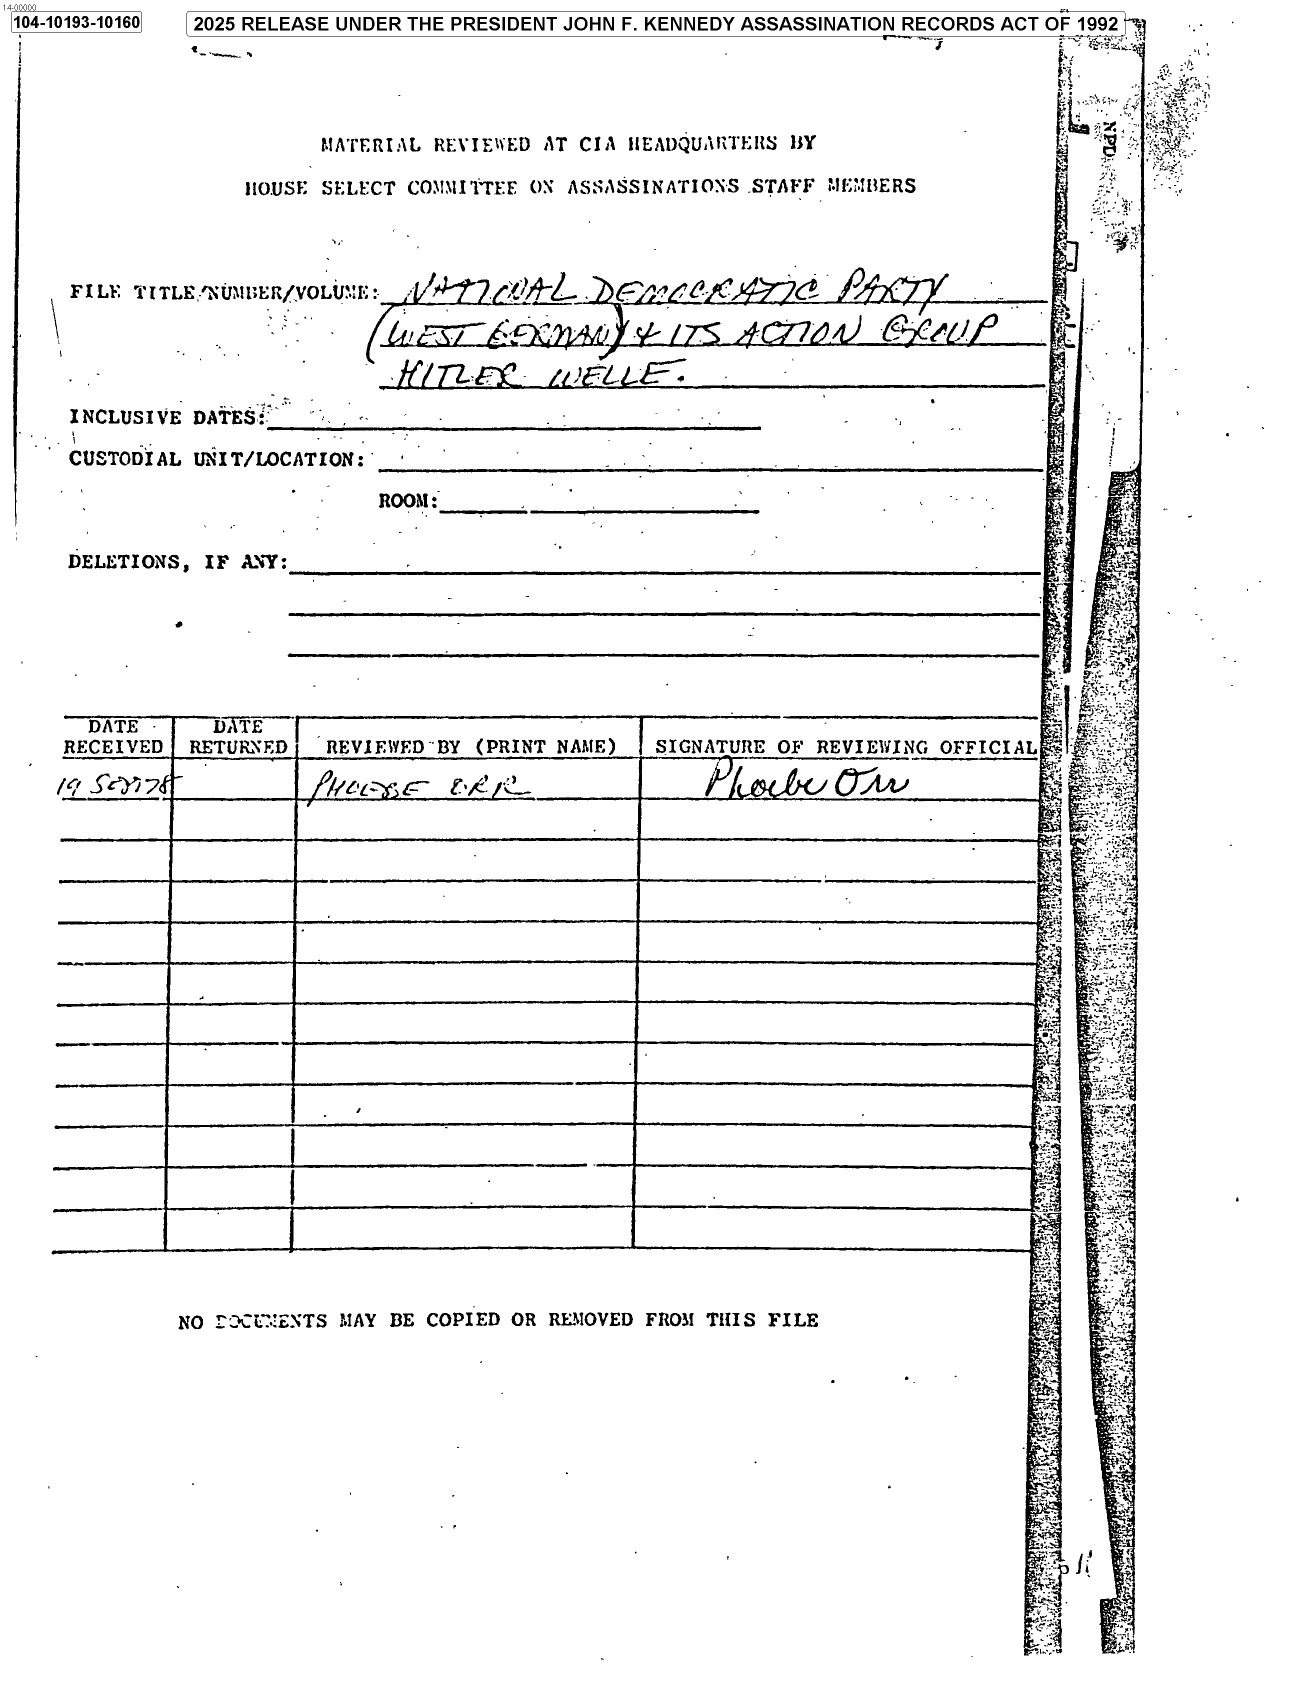 14-00000
104-10193-10160
2025 RELEASE UNDER THE PRESIDENT JOHN F. KENNEDY ASSASSINATION RECORDS ACT OF 1992
NPD
MATERIAL REVIEWED AT CIA HEADQUARTERS BY
HOUSE SELECT COMMITTEE ON ASSASSINATIONS STAFF MEMBERS
FILE TITLE/NUMBER/VOLUME: NATIONAL DEMOCRATIC PARTY
(WEST GERMANY) & ITS ACTION GROUP
HITLER WELLE.
INCLUSIVE DATES:
CUSTODIAL UNIT/LOCATION:
ROOM:
DELETIONS, IF ANY:
DATE RECEIVED
DATE RETURNED
REVIEWED BY (PRINT NAME)
SIGNATURE OF REVIEWING OFFICIAL
19 Sept 78 PHOEBE ORR Phoebe Orr
NO DOCUMENTS MAY BE COPIED OR REMOVED FROM THIS FILE